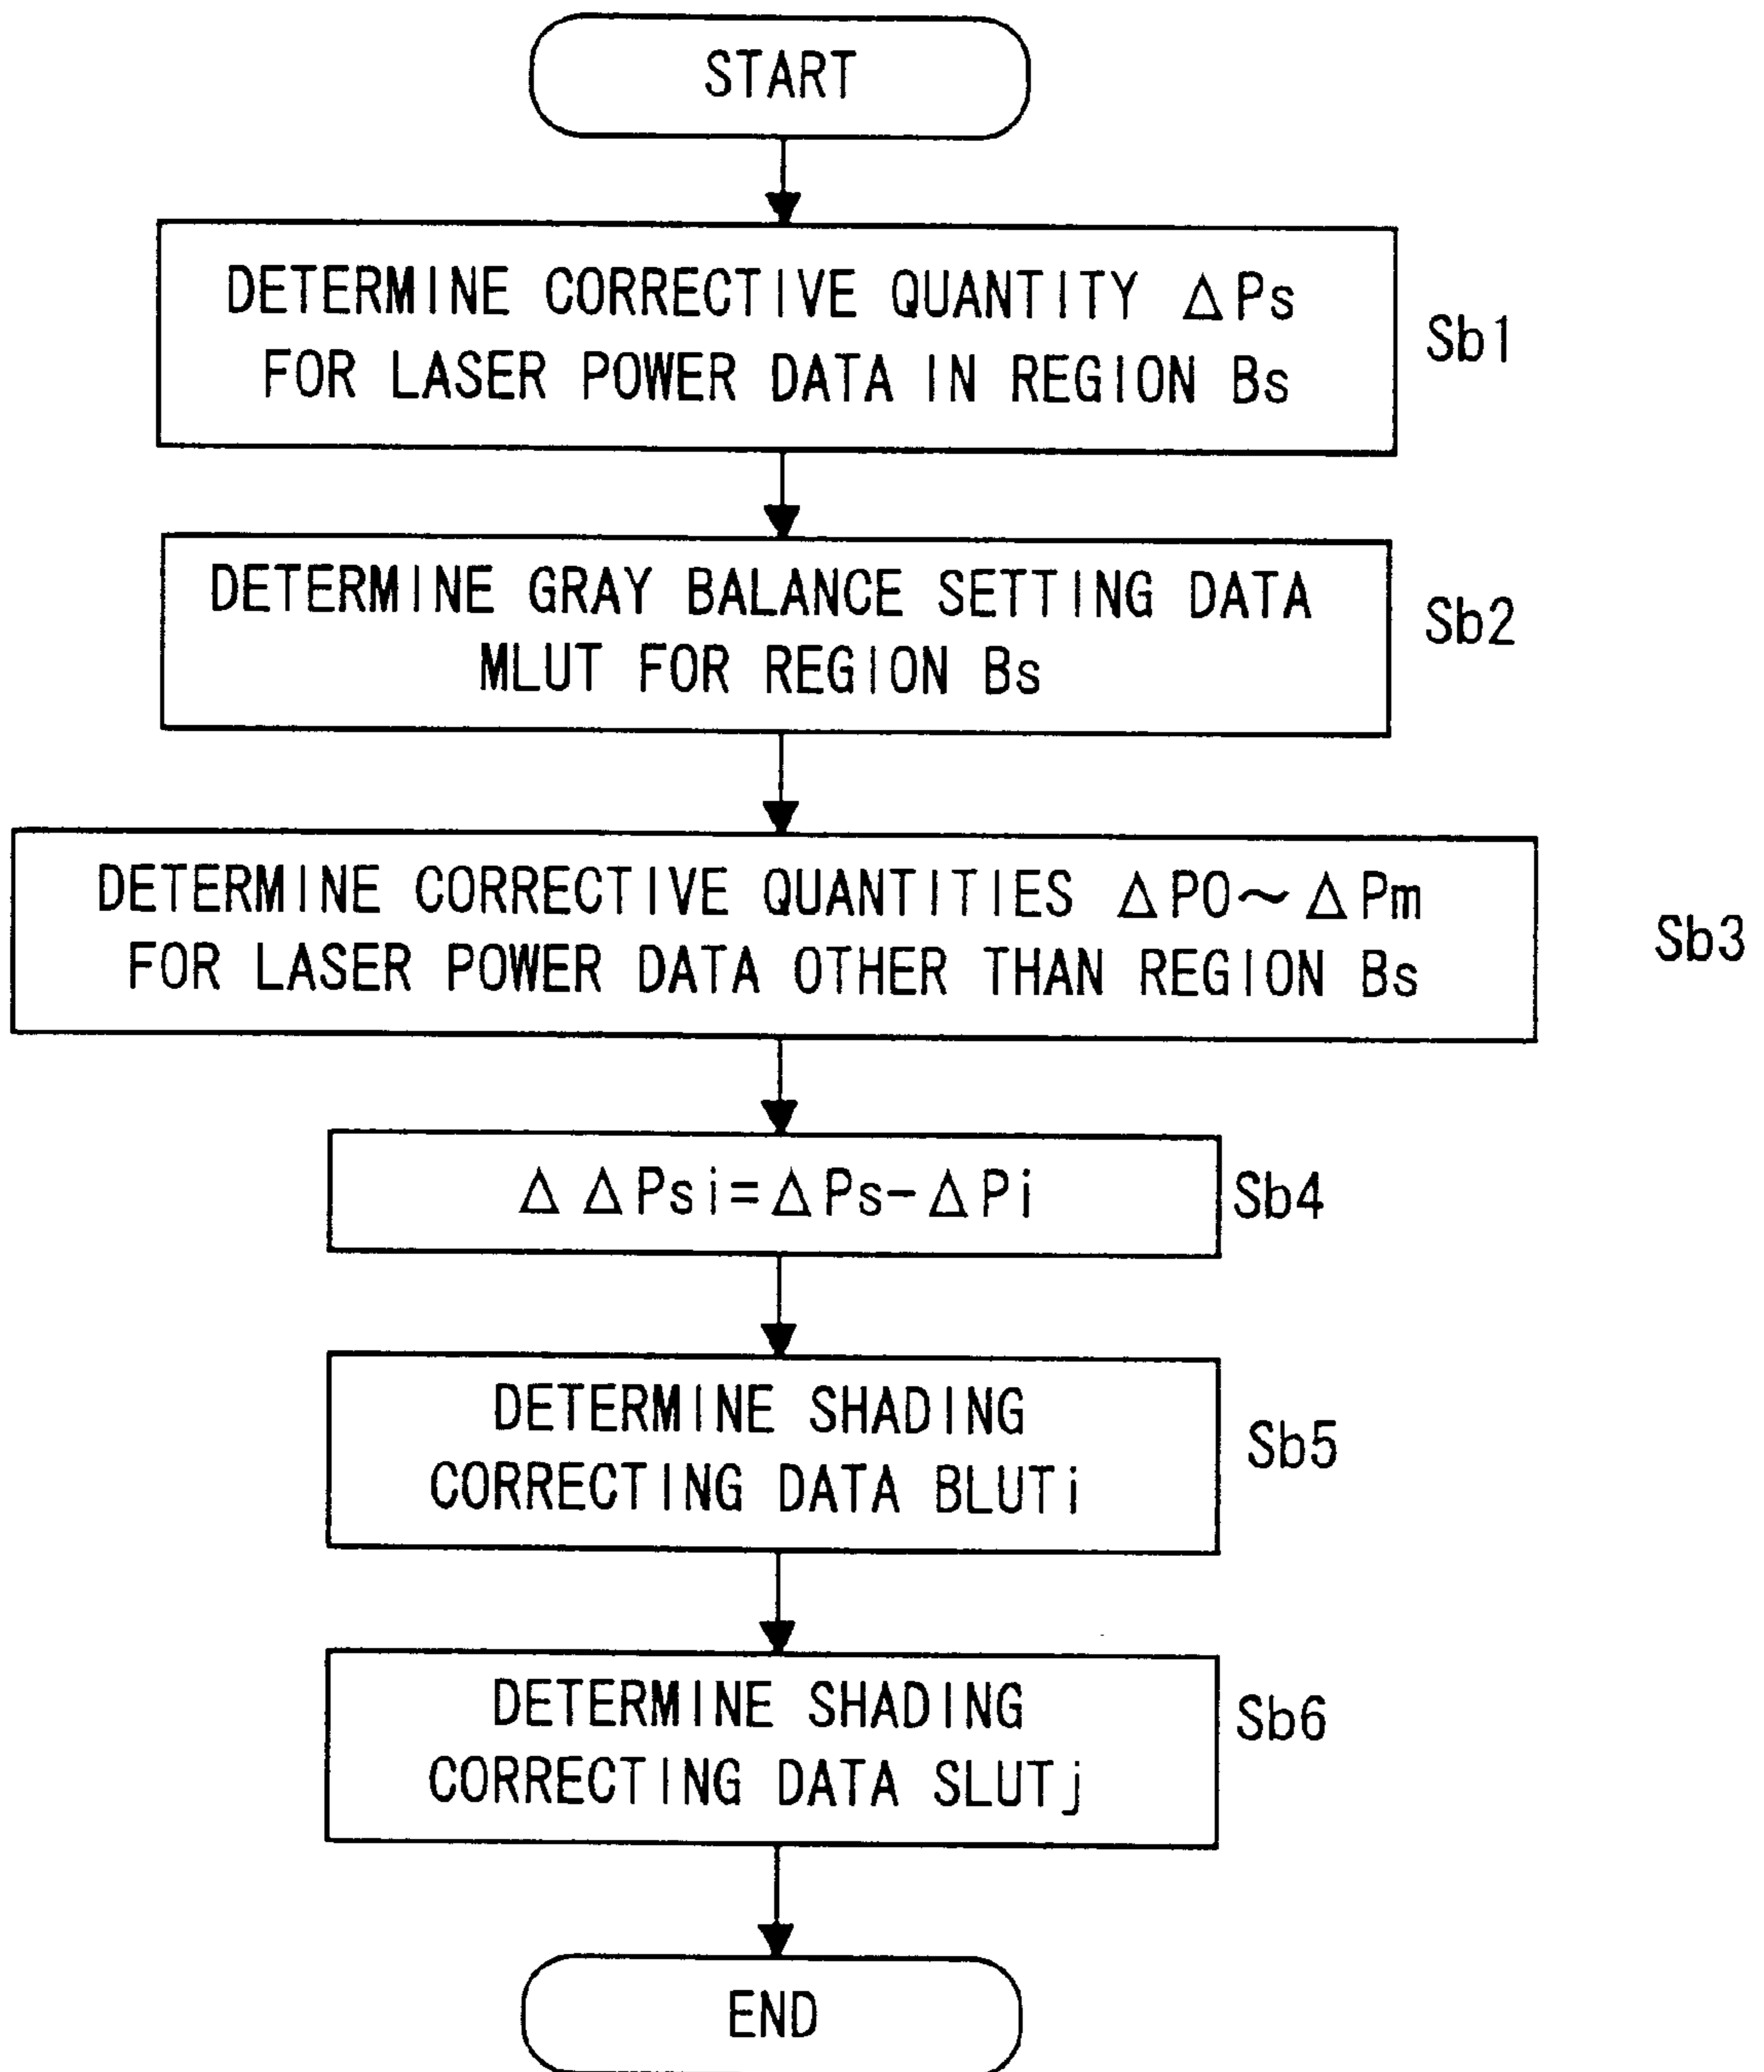 START
DETERMINE CORRECTIVE QUANTITY ΔPs
FOR LASER POWER DATA IN REGION Bs
Sb1
DETERMINE GRAY BALANCE SETTING DATA
MLUT FOR REGION Bs
Sb2
DETERMINE CORRECTIVE QUANTITIES ΔP0~ΔPm
FOR LASER POWER DATA OTHER THAN REGION Bs
Sb3
ΔΔPsi=ΔPs-ΔPi
Sb4
DETERMINE SHADING
CORRECTING DATA BLUTi
Sb5
DETERMINE SHADING
CORRECTING DATA SLUTj
Sb6
END